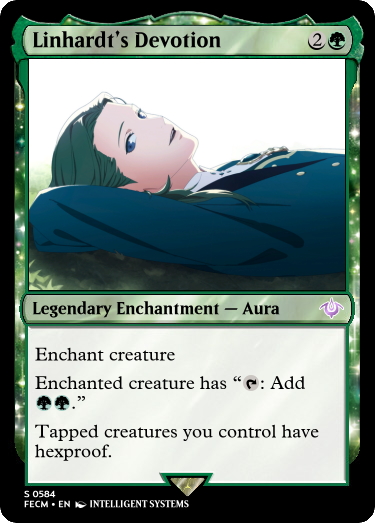 Linhardt's Devotion 2
Legendary Enchantment — Aura
Enchant creature
Enchanted creature has “: Add
.”
Tapped creatures you control have
hexproof.
S 0584
FECM • EN INTELLIGENT SYSTEMS